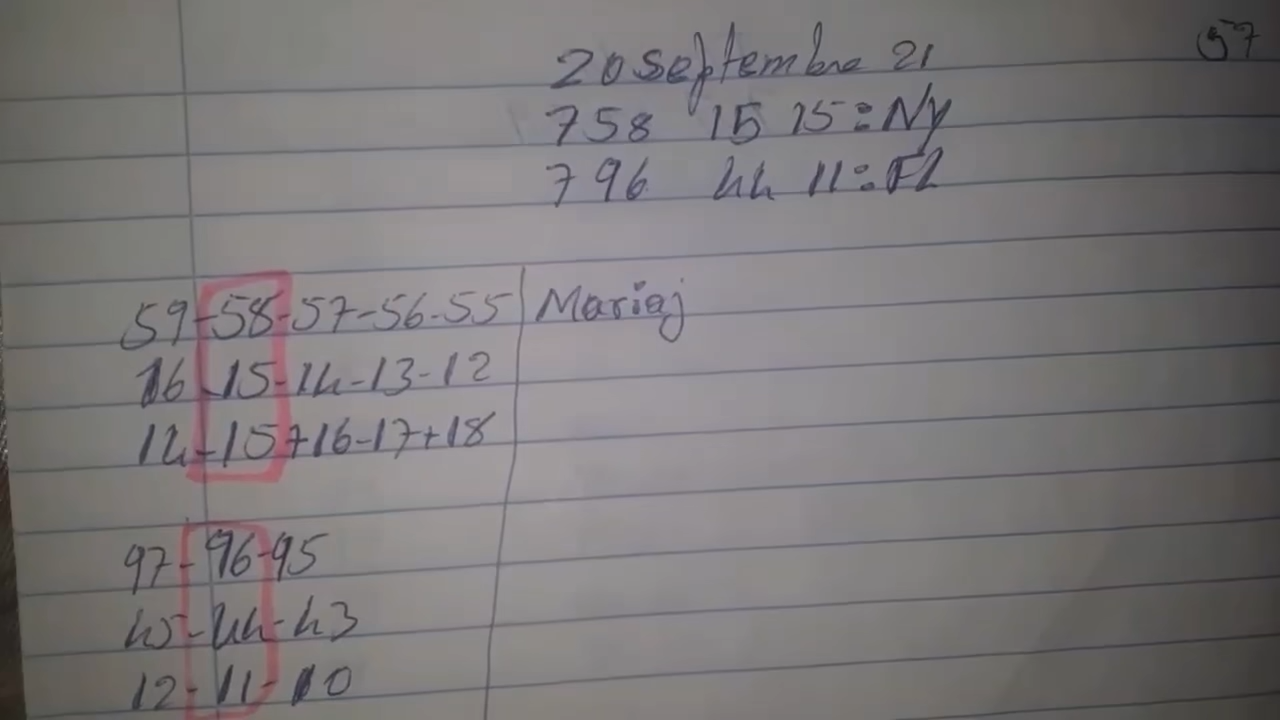 57
20 Septembre 21
758 15 15:Ny
796 44 11:Fl
59-58-57-56-55 Mariaj
16-15-14-13-12
14-15+16-17+18
97-96-95
45-44-43
12-11-10